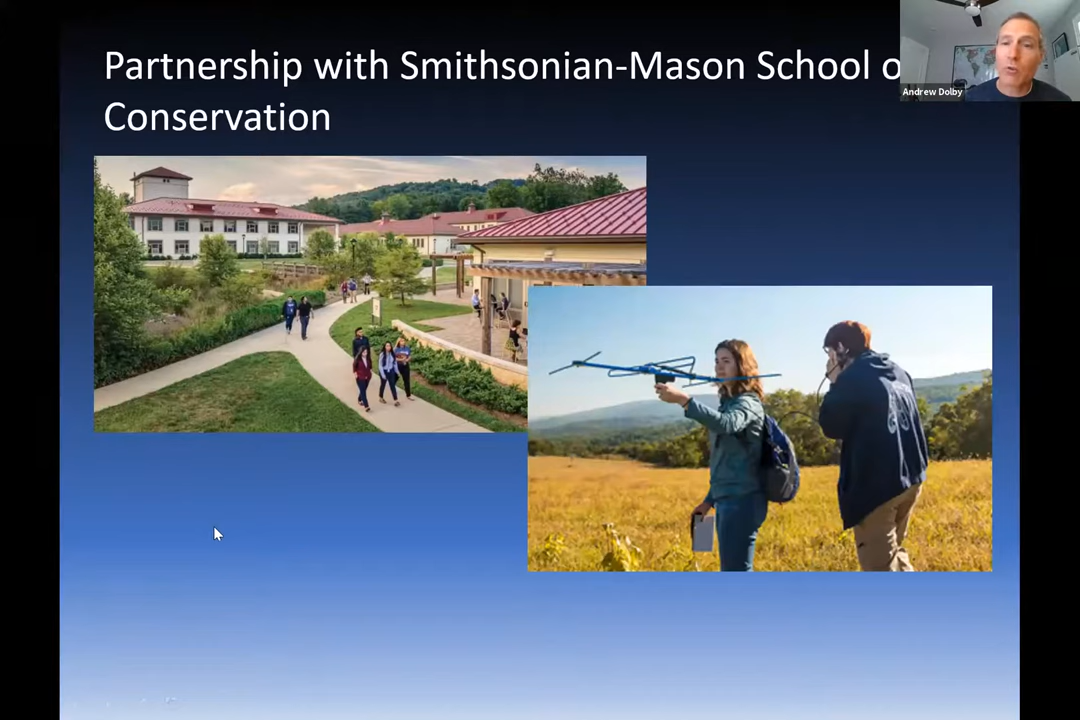 Partnership with Smithsonian-Mason School o
Conservation
Andrew Dolby